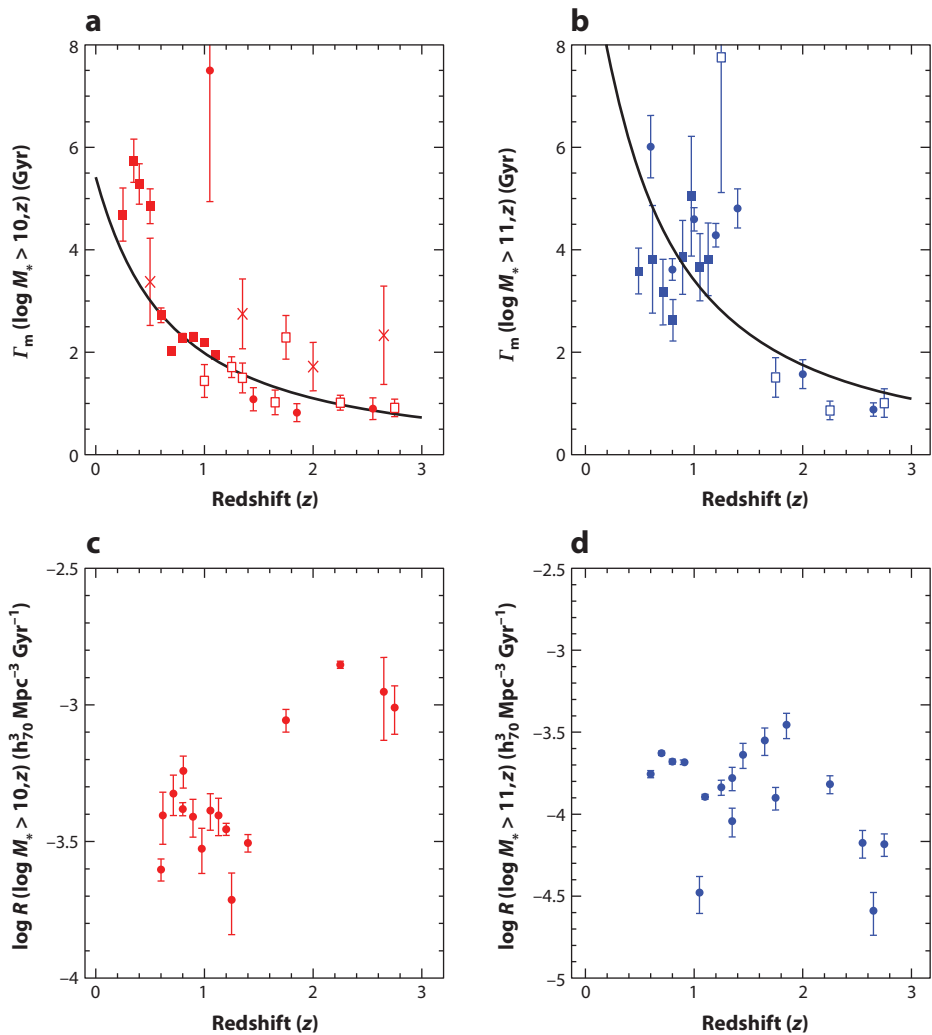 a
8
6
4
2
0
Γm (log M* > 10,z) (Gyr)
0 1 2 3
Redshift (z)
b
8
6
4
2
0
Γm (log M* > 11,z) (Gyr)
0 1 2 3
Redshift (z)
c
−2.5
−3
−3.5
−4
log R (log M* > 10,z) (h³₇₀ Mpc⁻³ Gyr⁻¹)
0 1 2 3
Redshift (z)
d
−2.5
−3
−3.5
−4
−4.5
−5
log R (log M* > 11,z) (h³₇₀ Mpc⁻³ Gyr⁻¹)
0 1 2 3
Redshift (z)